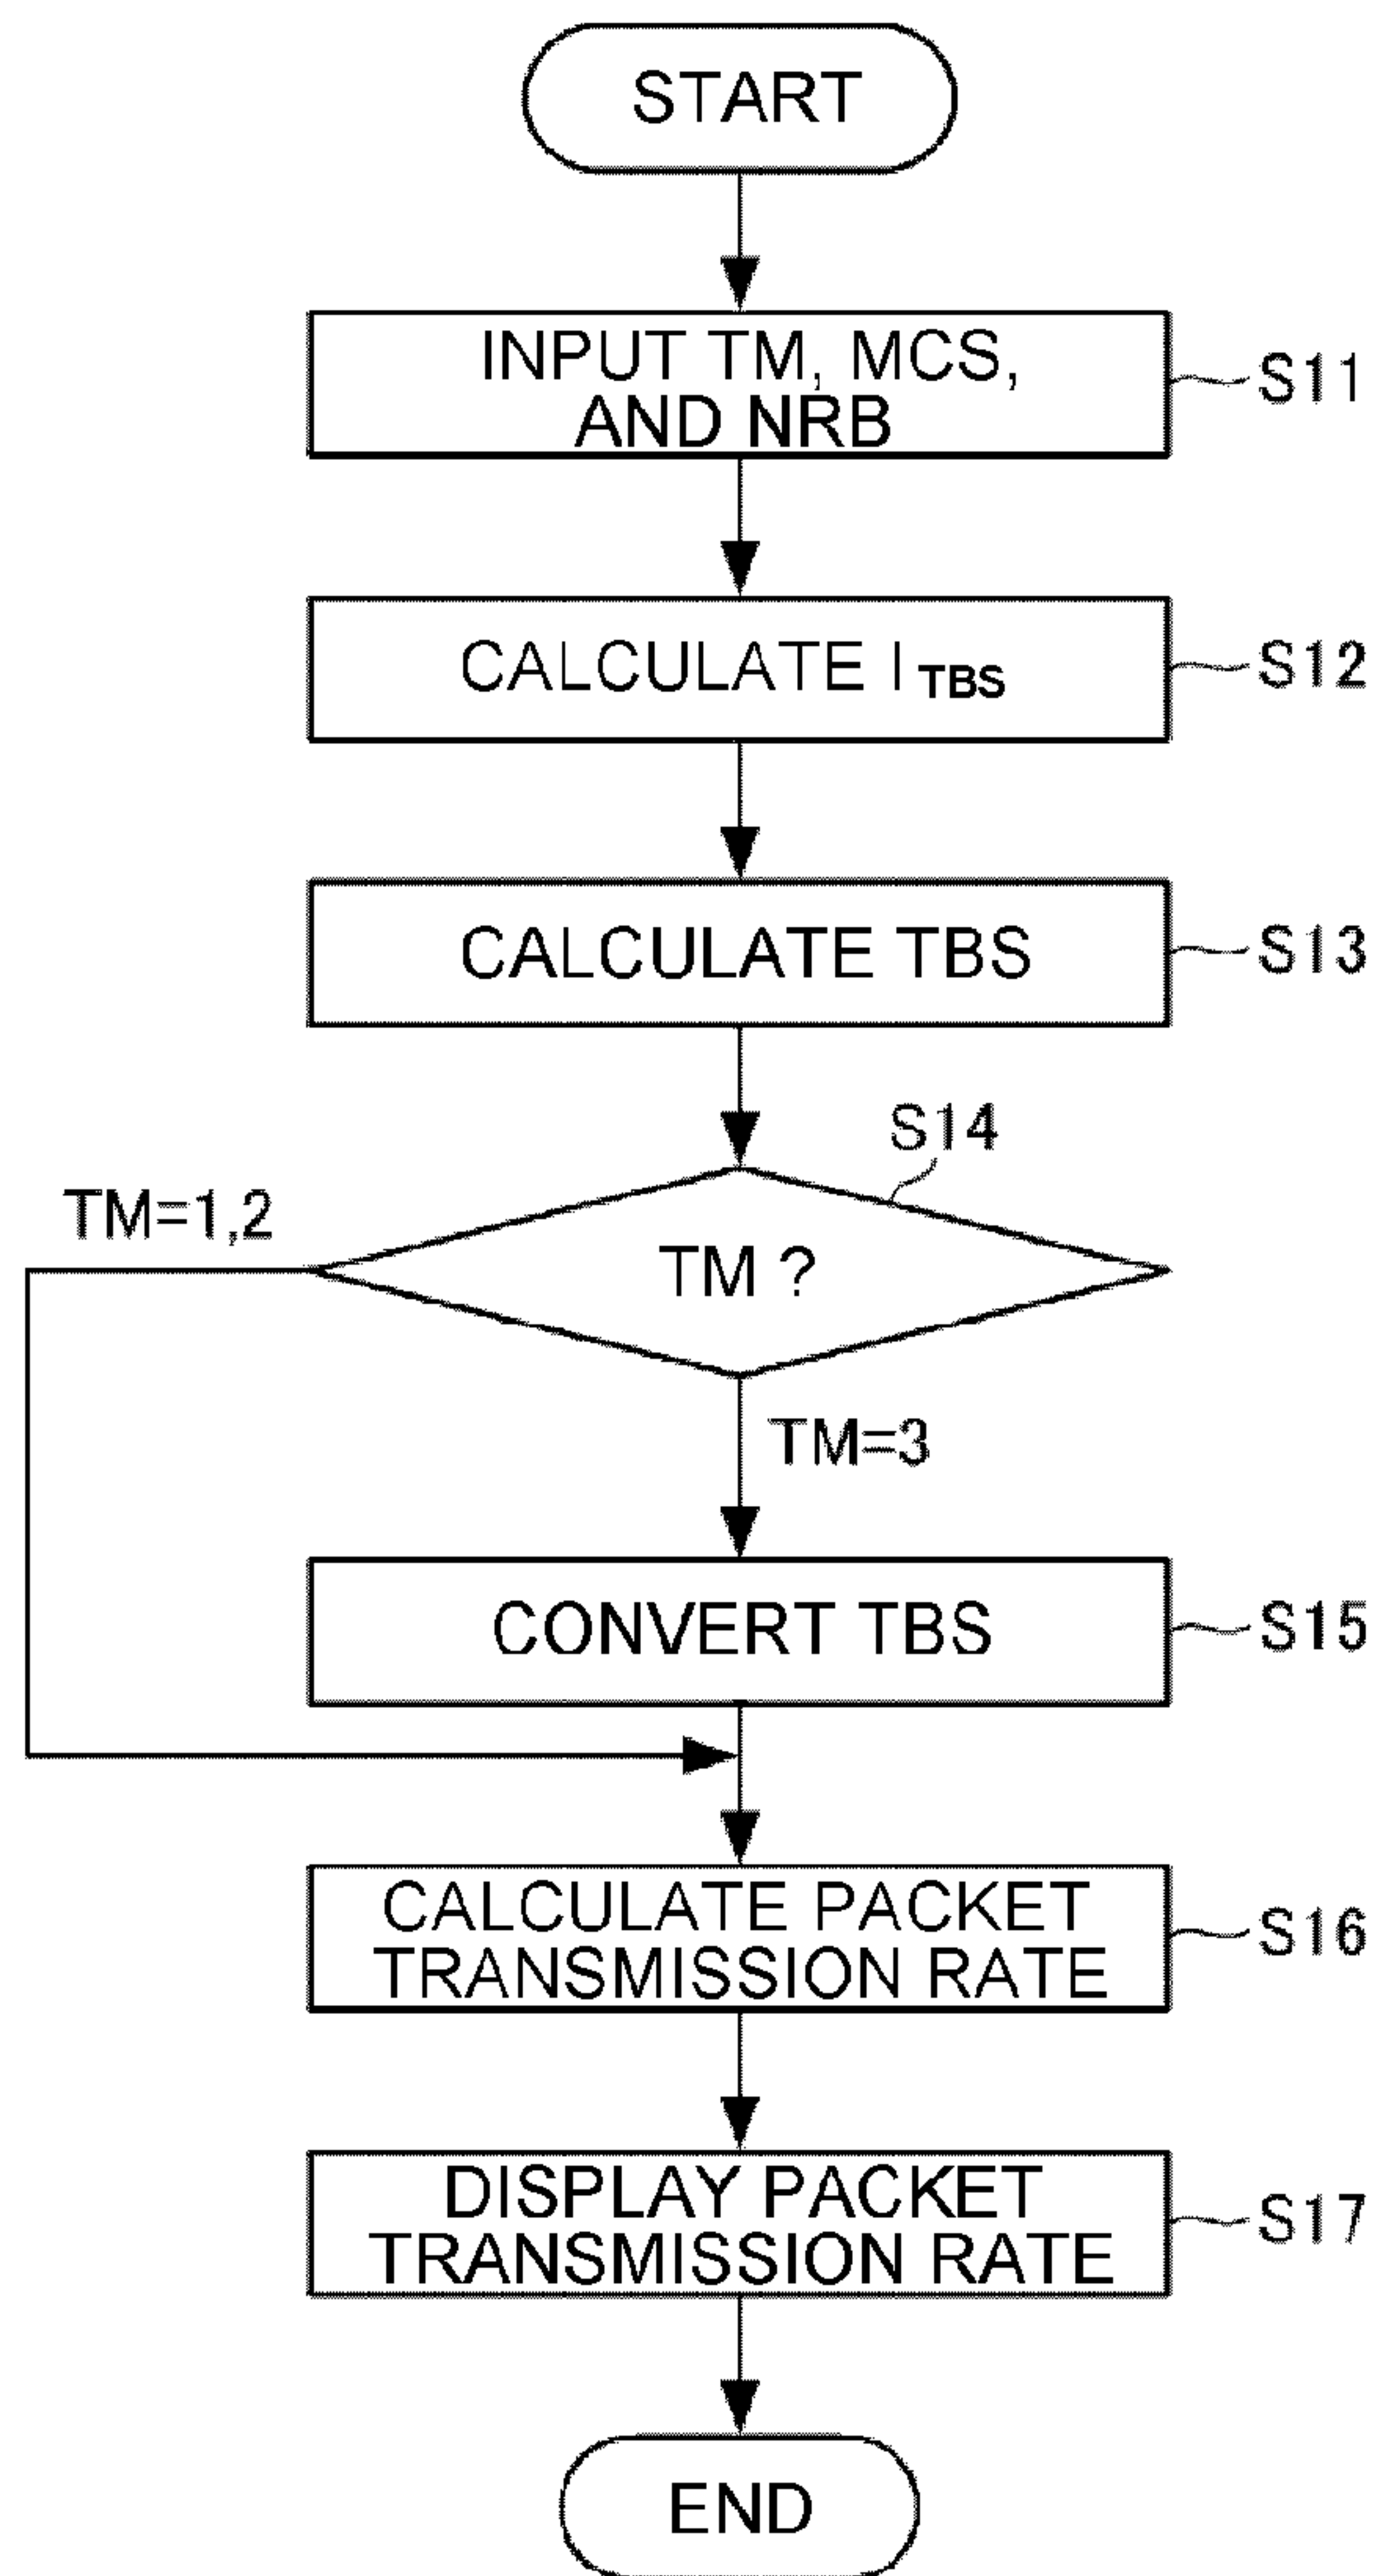 START
INPUT TM, MCS,
AND NRB
S11
CALCULATE I TBS
S12
CALCULATE TBS
S13
S14
TM=1,2
TM ?
TM=3
CONVERT TBS
S15
CALCULATE PACKET
TRANSMISSION RATE
S16
DISPLAY PACKET
TRANSMISSION RATE
S17
END